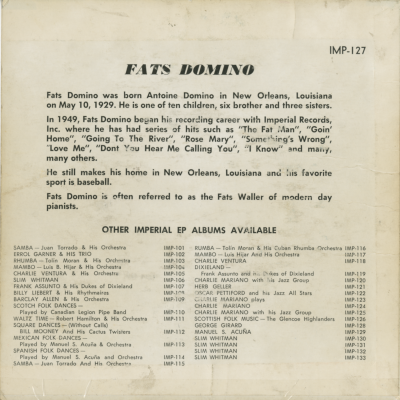 IMP-127
FATS DOMINO
Fats Domino was born Antoine Domino in New Orleans, Louisiana
on May 10, 1929. He is one of ten children, six brother and three sisters.
In 1949, Fats Domino began his recording career with Imperial Records,
Inc. where he has had series of hits such as "The Fat Man", "Goin'
Home", "Going To The River", "Rose Mary", "Something's Wrong",
"Love Me", "Dont You Hear Me Calling You", "I Know" and many,
many others.
He still makes his home in New Orleans, Louisiana and his favorite
sport is baseball.
Fats Domino is often referred to as the Fats Waller of modern day
pianists.
OTHER IMPERIAL EP ALBUMS AVAILABLE
SAMBA — Juan Torrado & His Orchestra IMP-101
ERROL GARNER & HIS TRIO IMP-102
RHUMBA — Tolin Moran & His Orchestra IMP-103
MAMBO — Luis B. Hijar & His Orchestra IMP-104
CHARLIE VENTURA & His Orchestra IMP-105
SLIM WHITMAN IMP-106
FRANK ASSUNTO & His Dukes of Dixieland IMP-107
BILLY LIEBERT & His Rhythmaires
BARCLAY ALLEN & His Orchestra IMP-109
SCOTCH FOLK DANCES —
Played by Canadian Legion Pipe Band IMP-110
WALTZ TIME — Robert Hamilton & His Orchestra IMP-111
SQUARE DANCES — (Without Calls)
BILL MOONEY And His Cactus Twisters IMP-112
MEXICAN FOLK DANCES —
Played by Manuel S. Acuña & Orchestra IMP-113
SPANISH FOLK DANCES —
Played by Manuel S. Acuña and Orchestra IMP-114
SAMBA — Juan Torrado And His Orchestra IMP-115
RUMBA — Tolin Moran & His Cuban Rhumba Orchestra IMP-116
MAMBO — Luis Hijar And His Orchestra IMP-117
CHARLIE VENTURA IMP-118
DIXIELAND —
Frank Assunto and his Dukes of Dixieland IMP-119
CHARLIE MARIANO with his Jazz Group IMP-120
HERB GELLER IMP-121
OSCAR PETTIFORD and his Jazz All Stars IMP-122
CHARLIE MARIANO plays IMP-123
CHARLIE MARIANO IMP-124
CHARLIE MARIANO with his Jazz Group IMP-125
SCOTTISH FOLK MUSIC — The Glencoe Highlanders IMP-126
GEORGE GIRARD IMP-128
MANUEL S. ACUÑA IMP-129
SLIM WHITMAN IMP-130
SLIM WHITMAN IMP-131
SLIM WHITMAN IMP-132
SLIM WHITMAN IMP-133